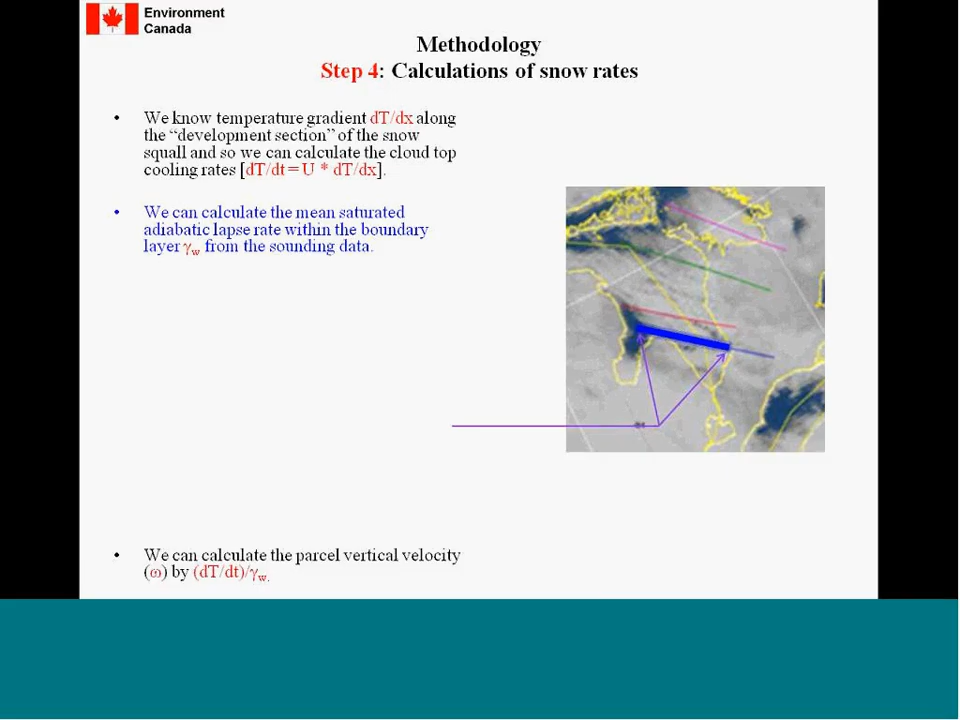 Environment
Canada
Methodology
Step 4: Calculations of snow rates
• We know temperature gradient dT/dx along
the “development section” of the snow
squall and so we can calculate the cloud top
cooling rates [dT/dt = U * dT/dx].
• We can calculate the mean saturated
adiabatic lapse rate within the boundary
layer γw from the sounding data.
• We can calculate the parcel vertical velocity
(ω) by (dT/dt)/γw.